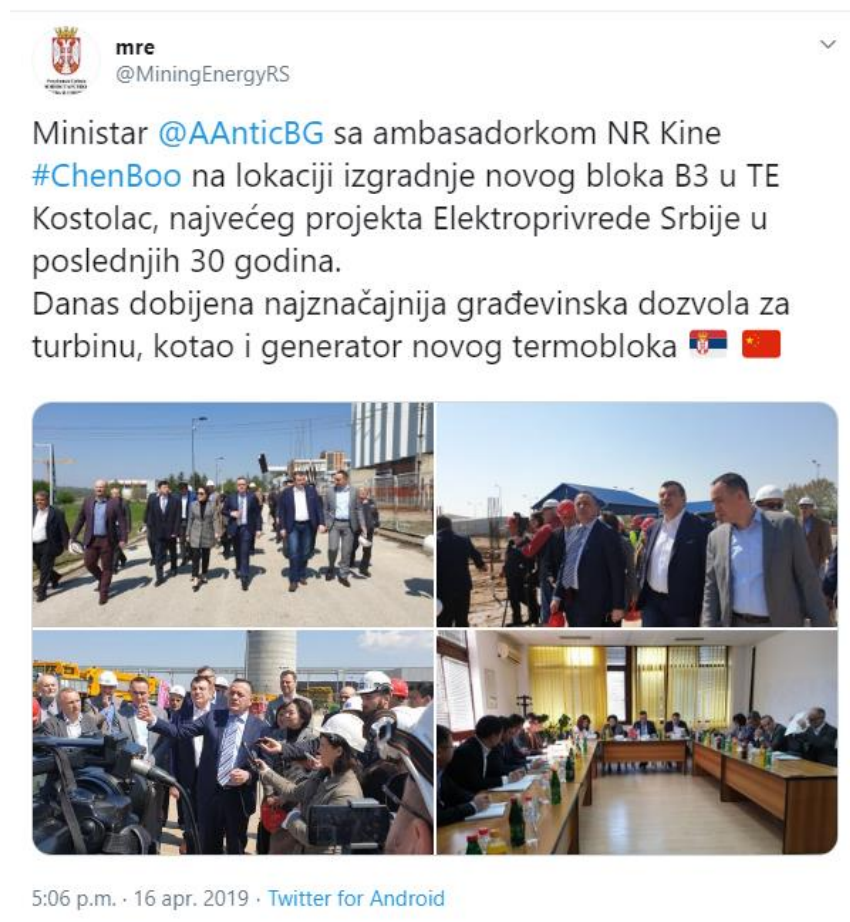 mre
@MiningEnergyRS
Ministar @AAnticBG sa ambasadorkom NR Kine
#ChenBoo na lokaciji izgradnje novog bloka B3 u TE
Kostolac, najvećeg projekta Elektroprivrede Srbije u
poslednjih 30 godina.
Danas dobijena najznačajnija građevinska dozvola za
turbinu, kotao i generator novog termobloka 🇷🇸 🇨🇳
5:06 p.m. · 16 apr. 2019 · Twitter for Android